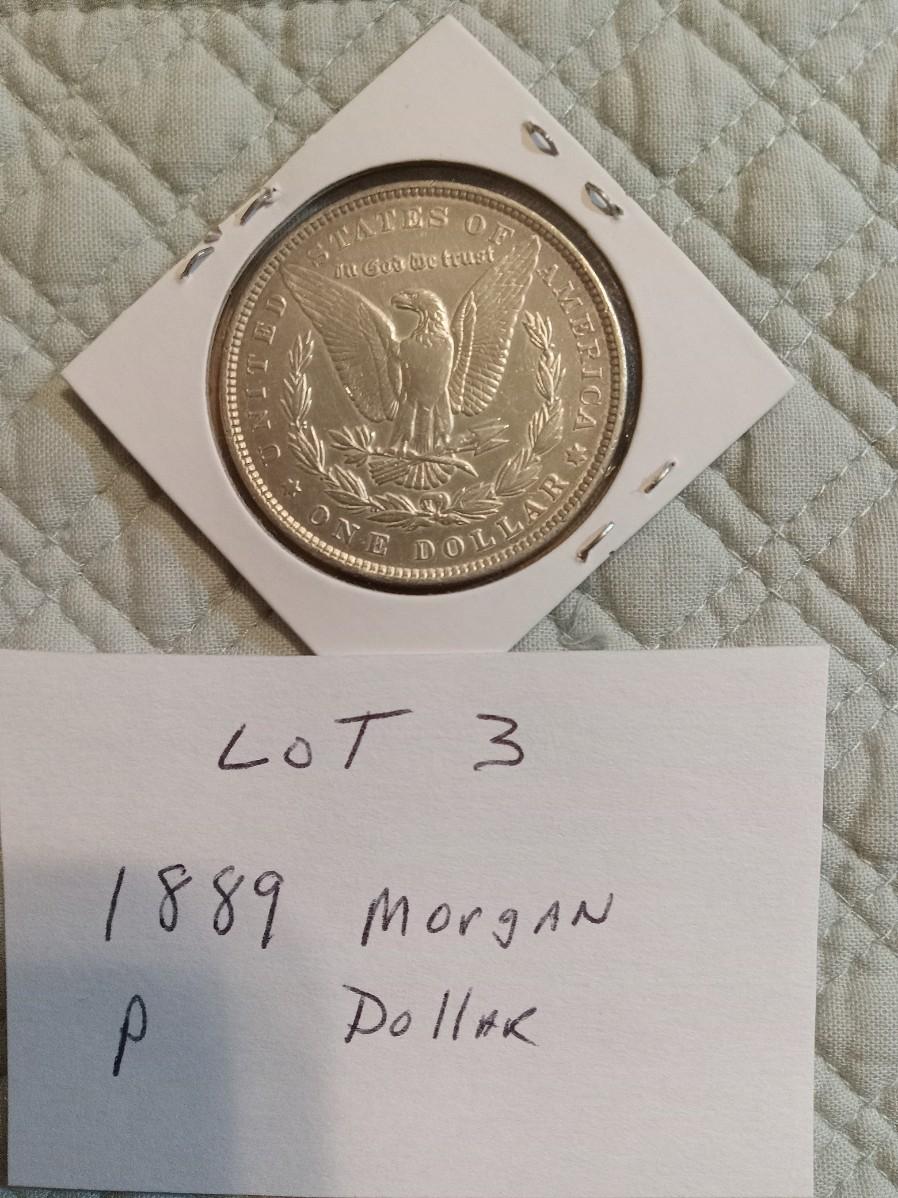 UNITED STATES OF AMERICA
In God we trust
ONE DOLLAR
LOT 3
1889 Morgan
P Dollar